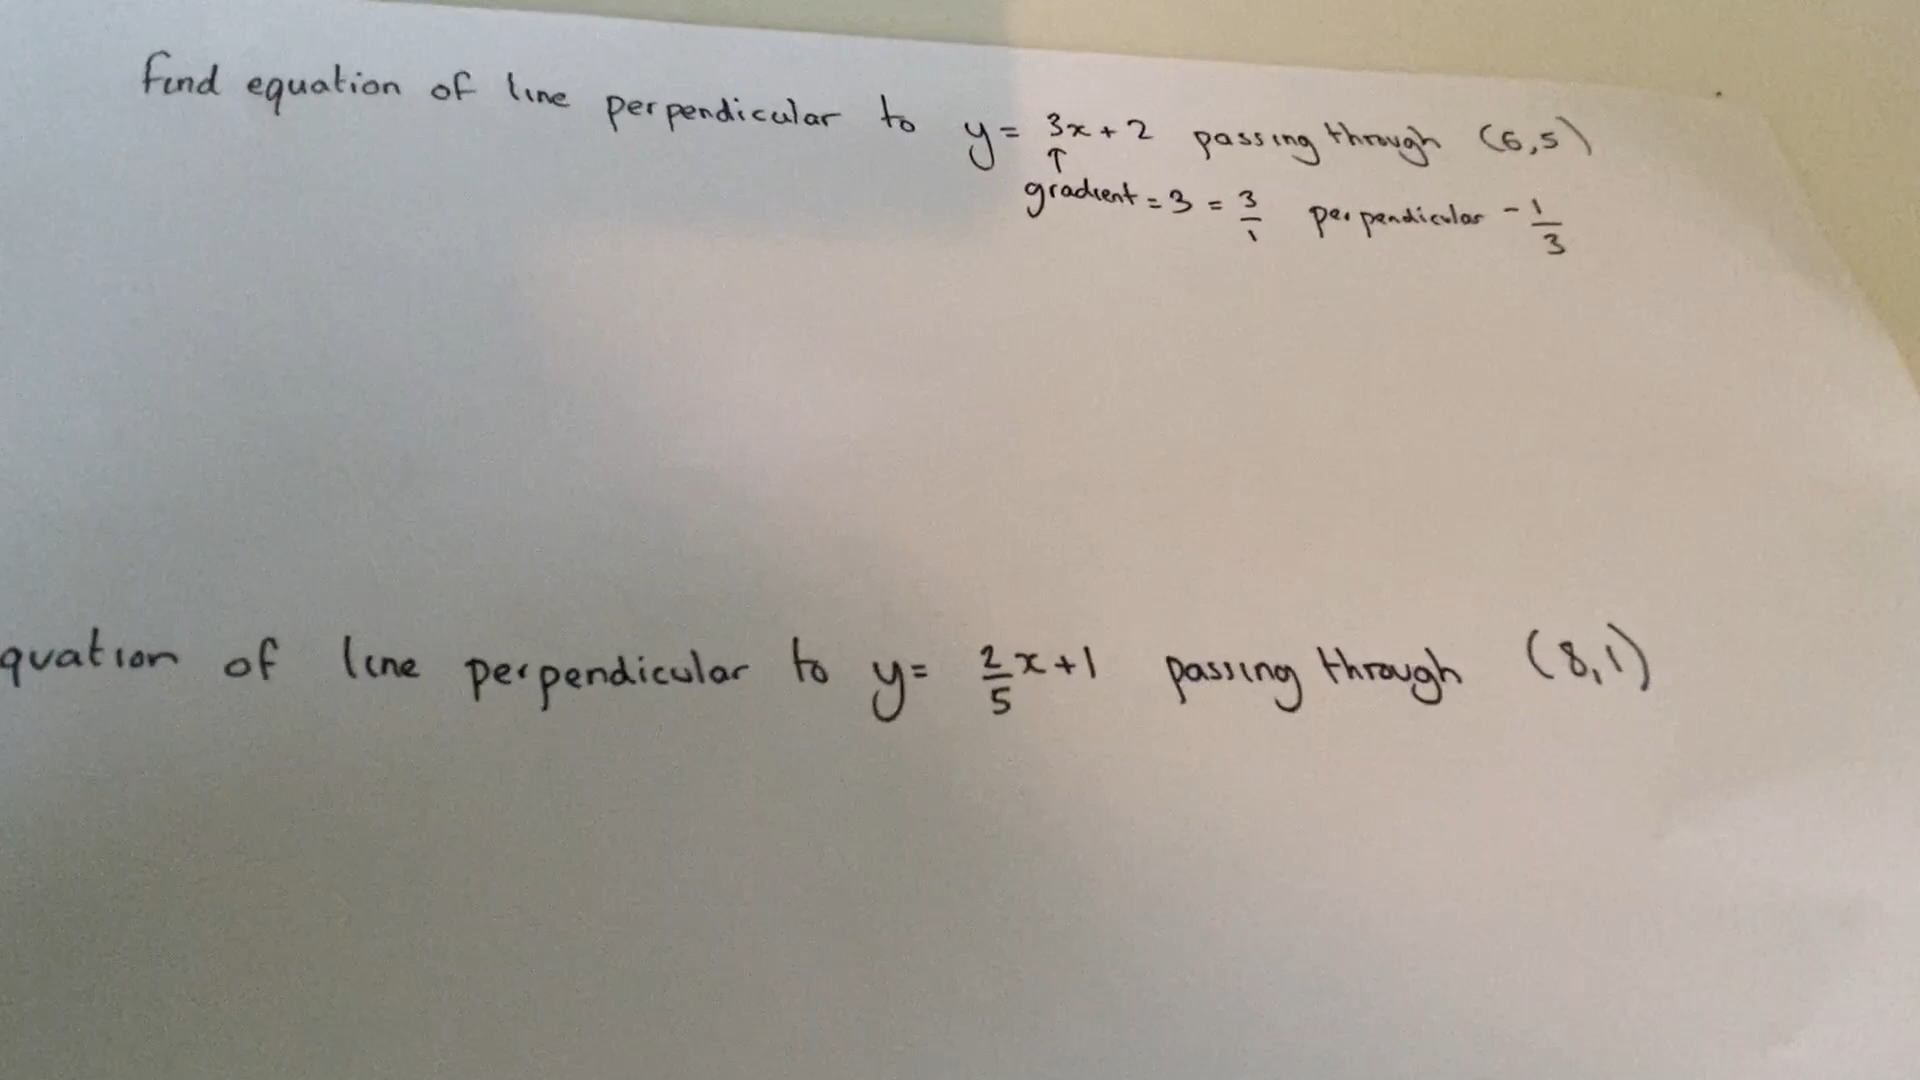 find equation of line perpendicular to y = 3x + 2 passing through (6,5)
↑
gradient = 3 = 3/1 perpendicular - 1/3
quation of line perpendicular to y = 2/5 x + 1 passing through (8,1)